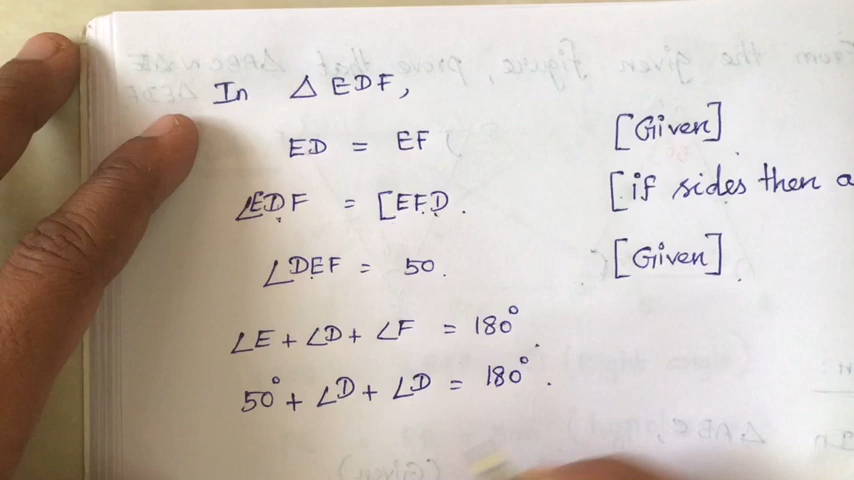 In △ EDF,
ED = EF [Given]
∠EDF = [EFD. [if sides then a
∠DEF = 50. [Given]
∠E + ∠D + ∠F = 180°.
50° + ∠D + ∠D = 180°.